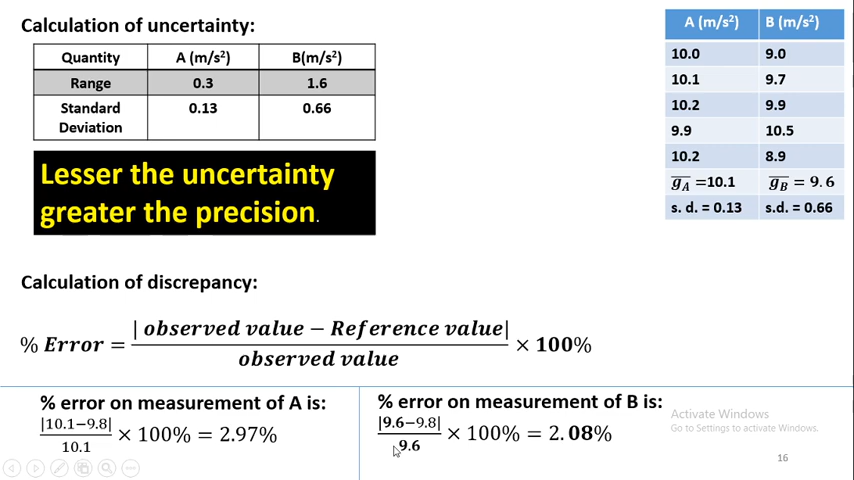 Calculation of uncertainty:
Quantity A (m/s²) B(m/s²)
Range 0.3 1.6
Standard Deviation 0.13 0.66
Lesser the uncertainty
greater the precision.
A (m/s²) B (m/s²)
10.0 9.0
10.1 9.7
10.2 9.9
9.9 10.5
10.2 8.9
g̅_A =10.1 g̅_B = 9.6
s. d. = 0.13 s.d. = 0.66
Calculation of discrepancy:
% Error = | observed value − Reference value| / observed value × 100%
% error on measurement of A is:
|10.1−9.8| / 10.1 × 100% = 2.97%
% error on measurement of B is:
|9.6−9.8| / 9.6 × 100% = 2.08%
Activate Windows
Go to Settings to activate Windows.
16